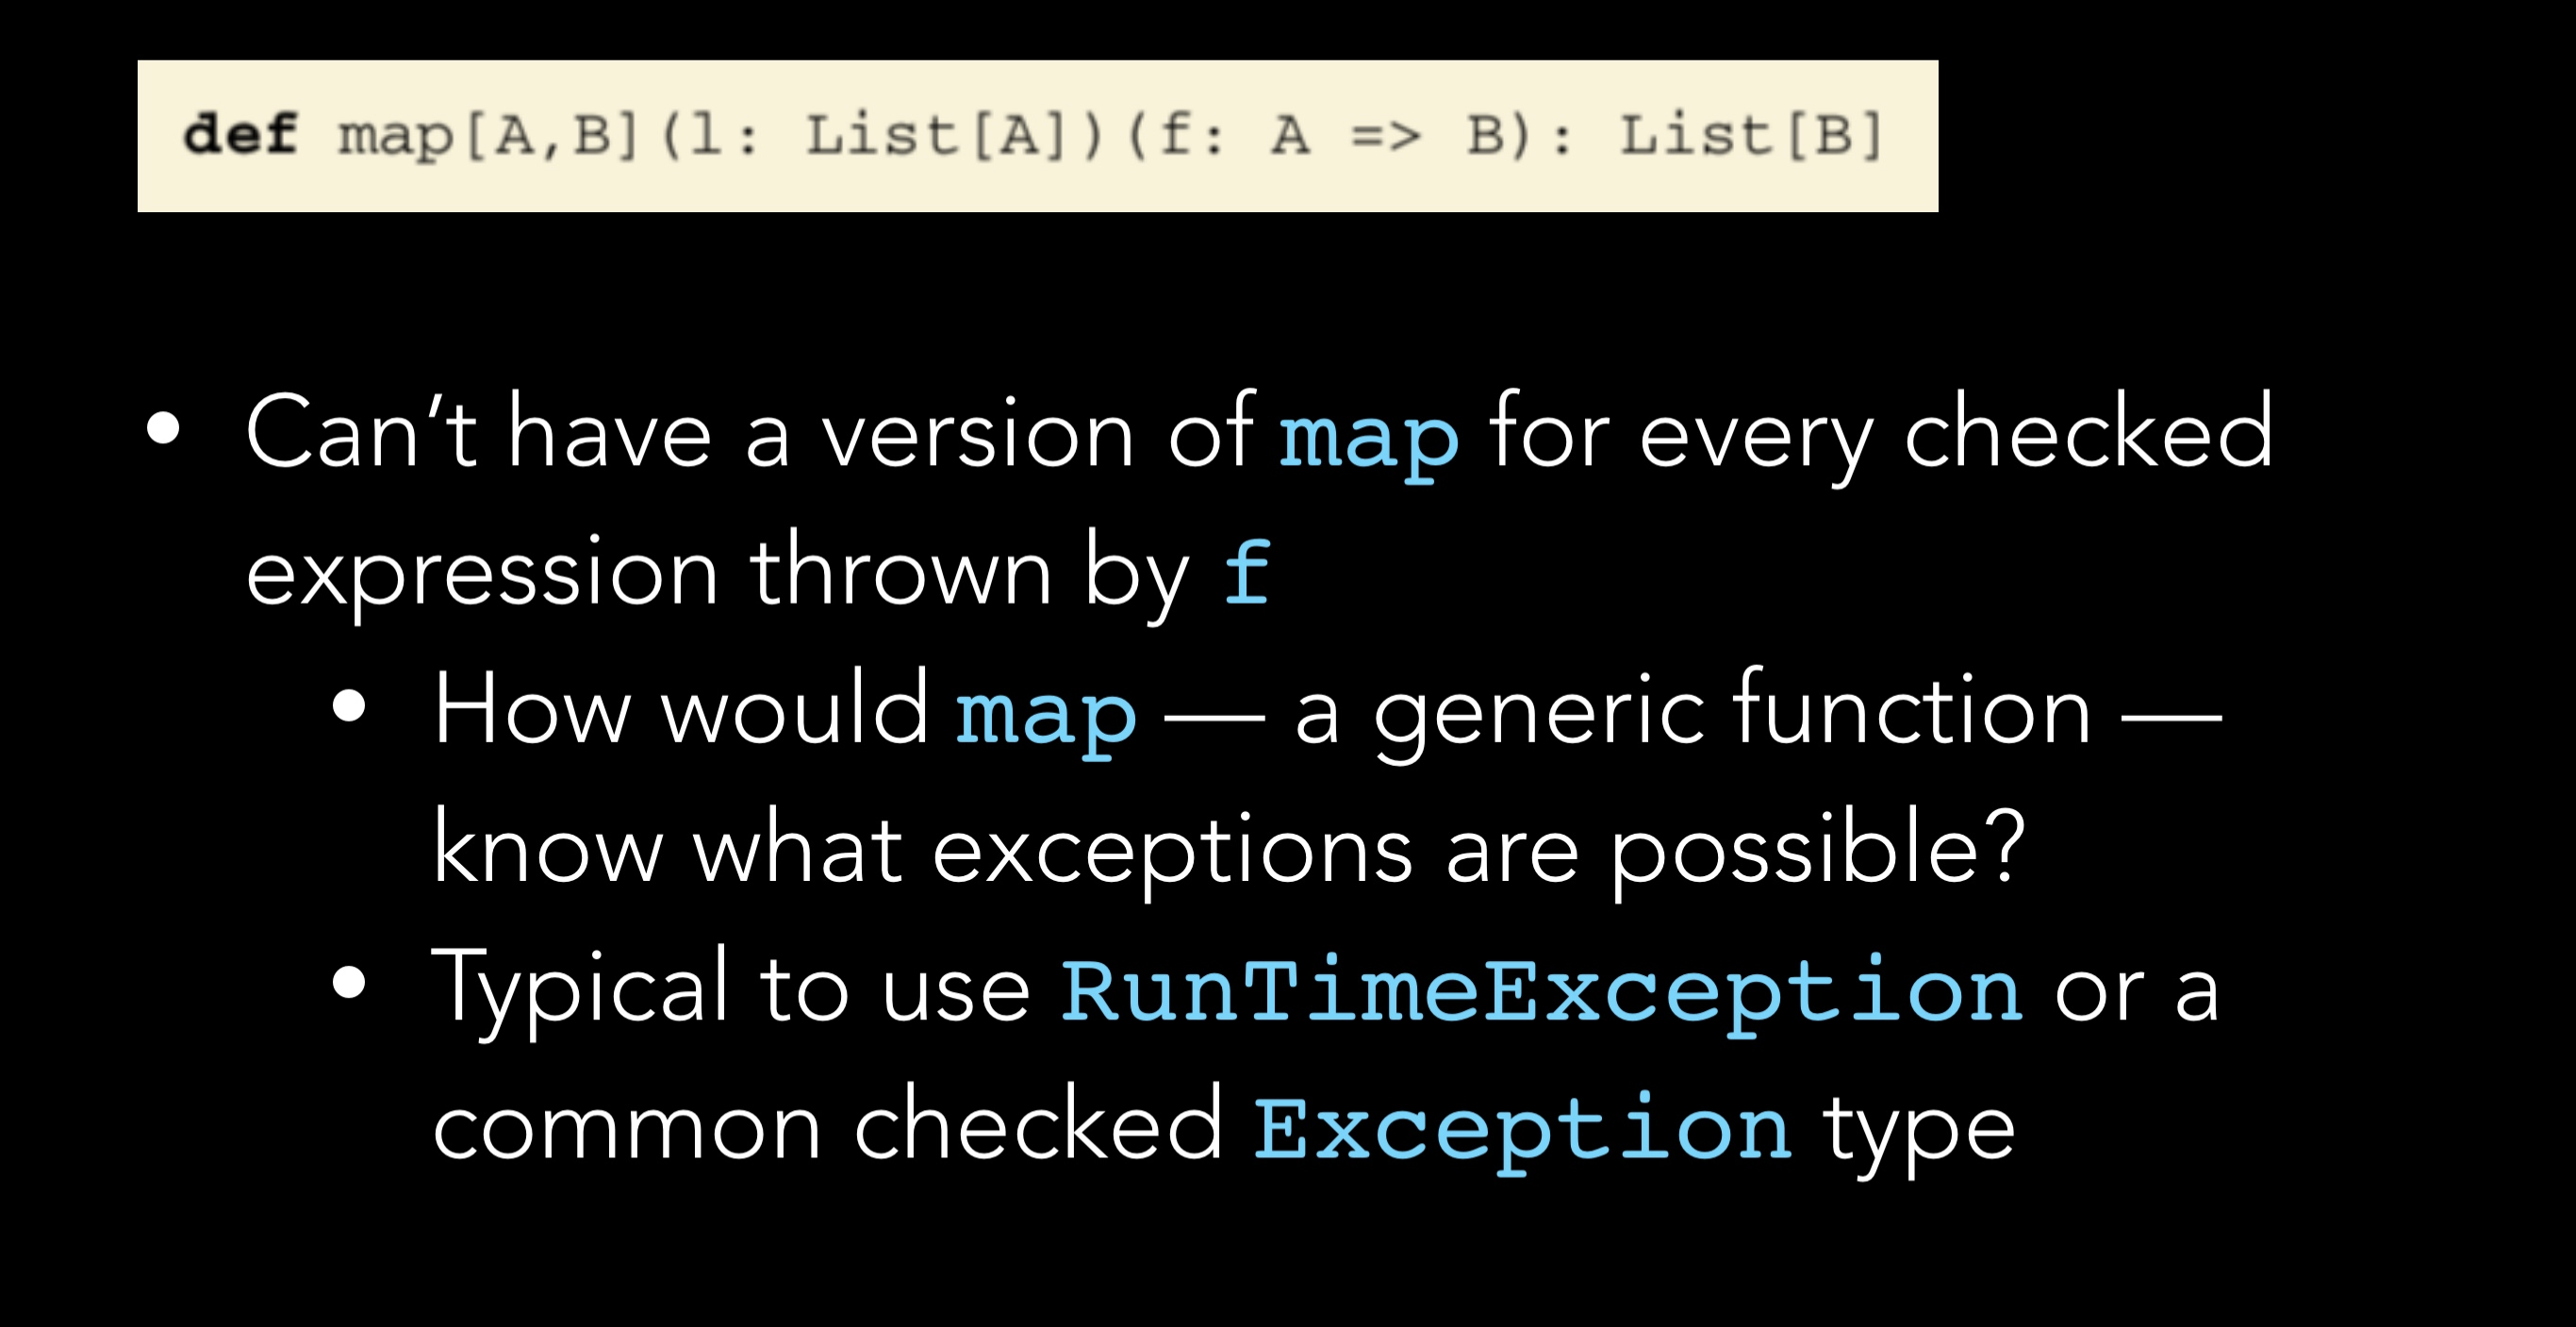 def map[A,B](l: List[A])(f: A => B): List[B]
• Can’t have a version of map for every checked
expression thrown by f
• How would map — a generic function —
know what exceptions are possible?
• Typical to use RunTimeException or a
common checked Exception type